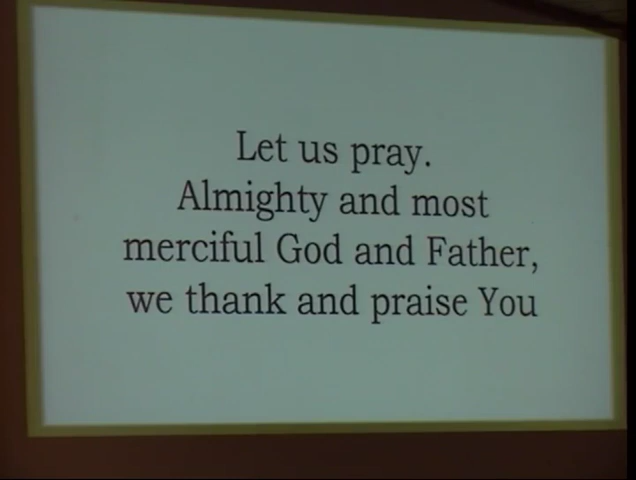 Let us pray.
Almighty and most
merciful God and Father,
we thank and praise You